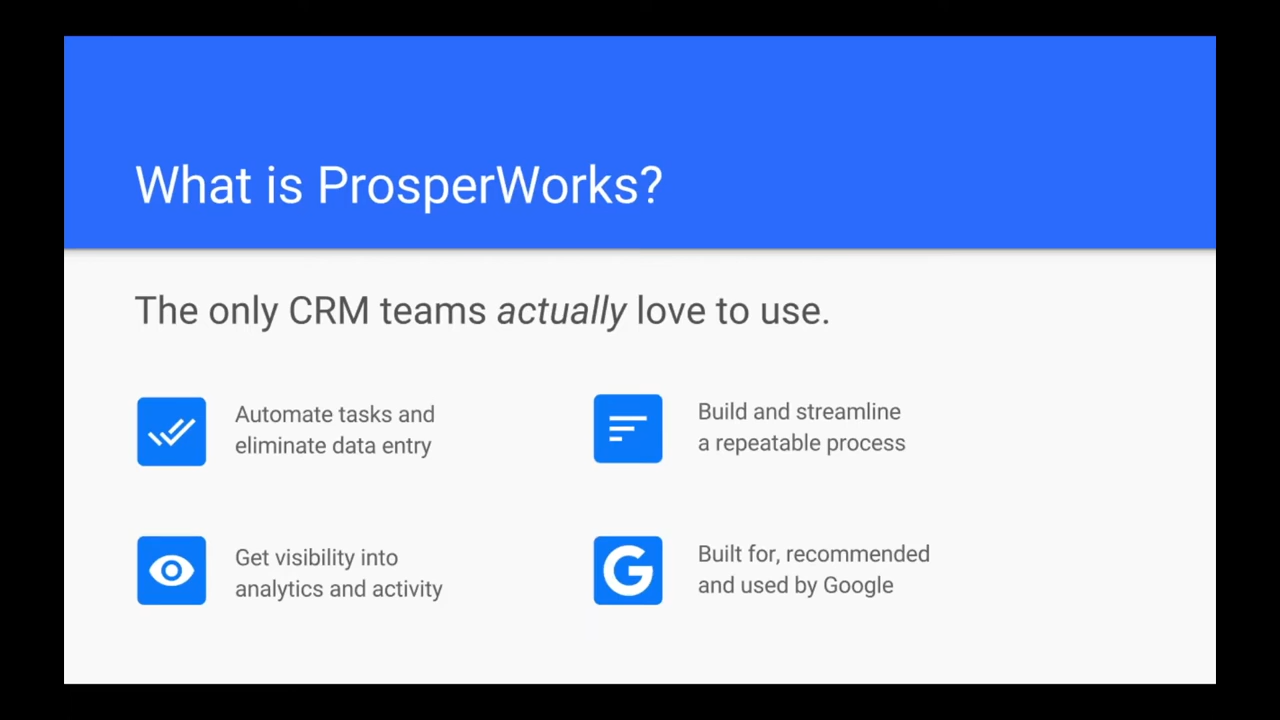 What is ProsperWorks?
The only CRM teams actually love to use.
Automate tasks and
eliminate data entry
Build and streamline
a repeatable process
Get visibility into
analytics and activity
G
Built for, recommended
and used by Google